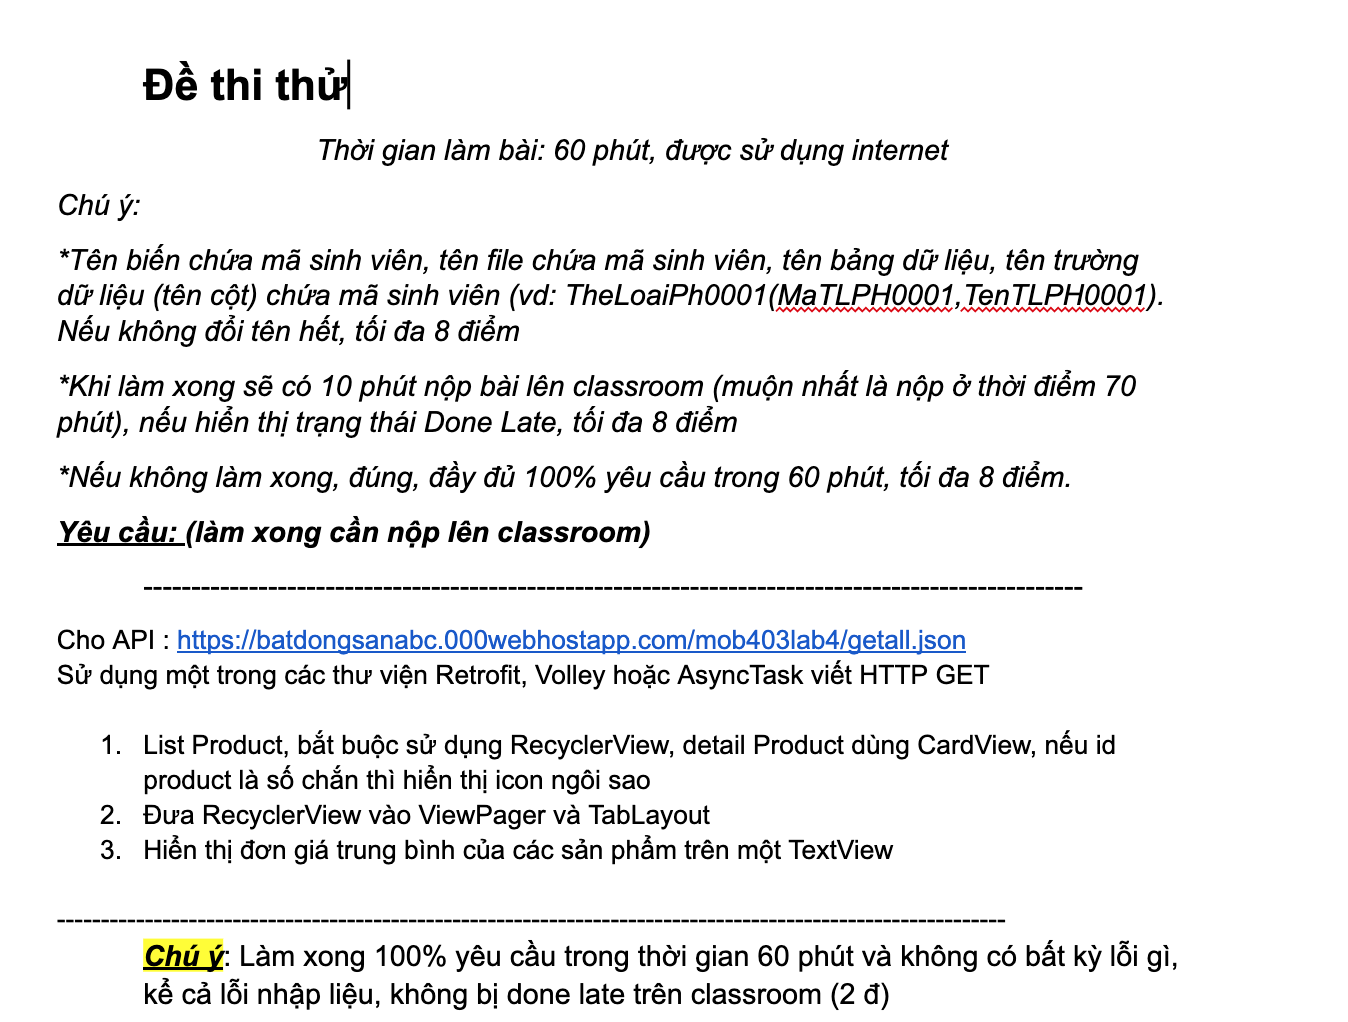 Đề thi thử
Thời gian làm bài: 60 phút, được sử dụng internet
Chú ý:
*Tên biến chứa mã sinh viên, tên file chứa mã sinh viên, tên bảng dữ liệu, tên trường
dữ liệu (tên cột) chứa mã sinh viên (vd: TheLoaiPh0001(MaTLPH0001,TenTLPH0001).
Nếu không đổi tên hết, tối đa 8 điểm
*Khi làm xong sẽ có 10 phút nộp bài lên classroom (muộn nhất là nộp ở thời điểm 70
phút), nếu hiển thị trạng thái Done Late, tối đa 8 điểm
*Nếu không làm xong, đúng, đầy đủ 100% yêu cầu trong 60 phút, tối đa 8 điểm.
Yêu cầu: (làm xong cần nộp lên classroom)
----------------------------------------------------------------------------------------------------
Cho API : https://batdongsanabc.000webhostapp.com/mob403lab4/getall.json
Sử dụng một trong các thư viện Retrofit, Volley hoặc AsyncTask viết HTTP GET
1. List Product, bắt buộc sử dụng RecyclerView, detail Product dùng CardView, nếu id
product là số chắn thì hiển thị icon ngôi sao
2. Đưa RecyclerView vào ViewPager và TabLayout
3. Hiển thị đơn giá trung bình của các sản phẩm trên một TextView
-------------------------------------------------------------------------------------------------------------
Chú ý: Làm xong 100% yêu cầu trong thời gian 60 phút và không có bất kỳ lỗi gì,
kể cả lỗi nhập liệu, không bị done late trên classroom (2 đ)